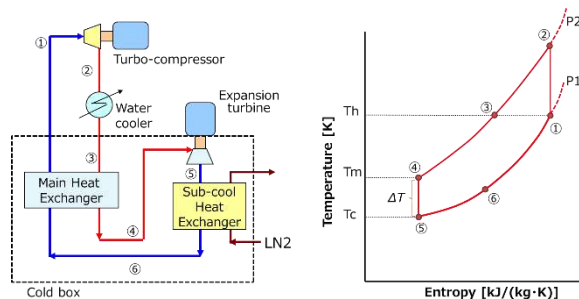 ①
Turbo-compressor
②
Water
cooler
Expansion
turbine
③
⑤
Main Heat
Exchanger
Sub-cool
Heat
Exchanger
④
LN2
⑥
Cold box
Temperature [K]
P2
②
P1
Th
③
①
④
Tm
ΔT
⑥
Tc
⑤
Entropy [kJ/(kg·K)]